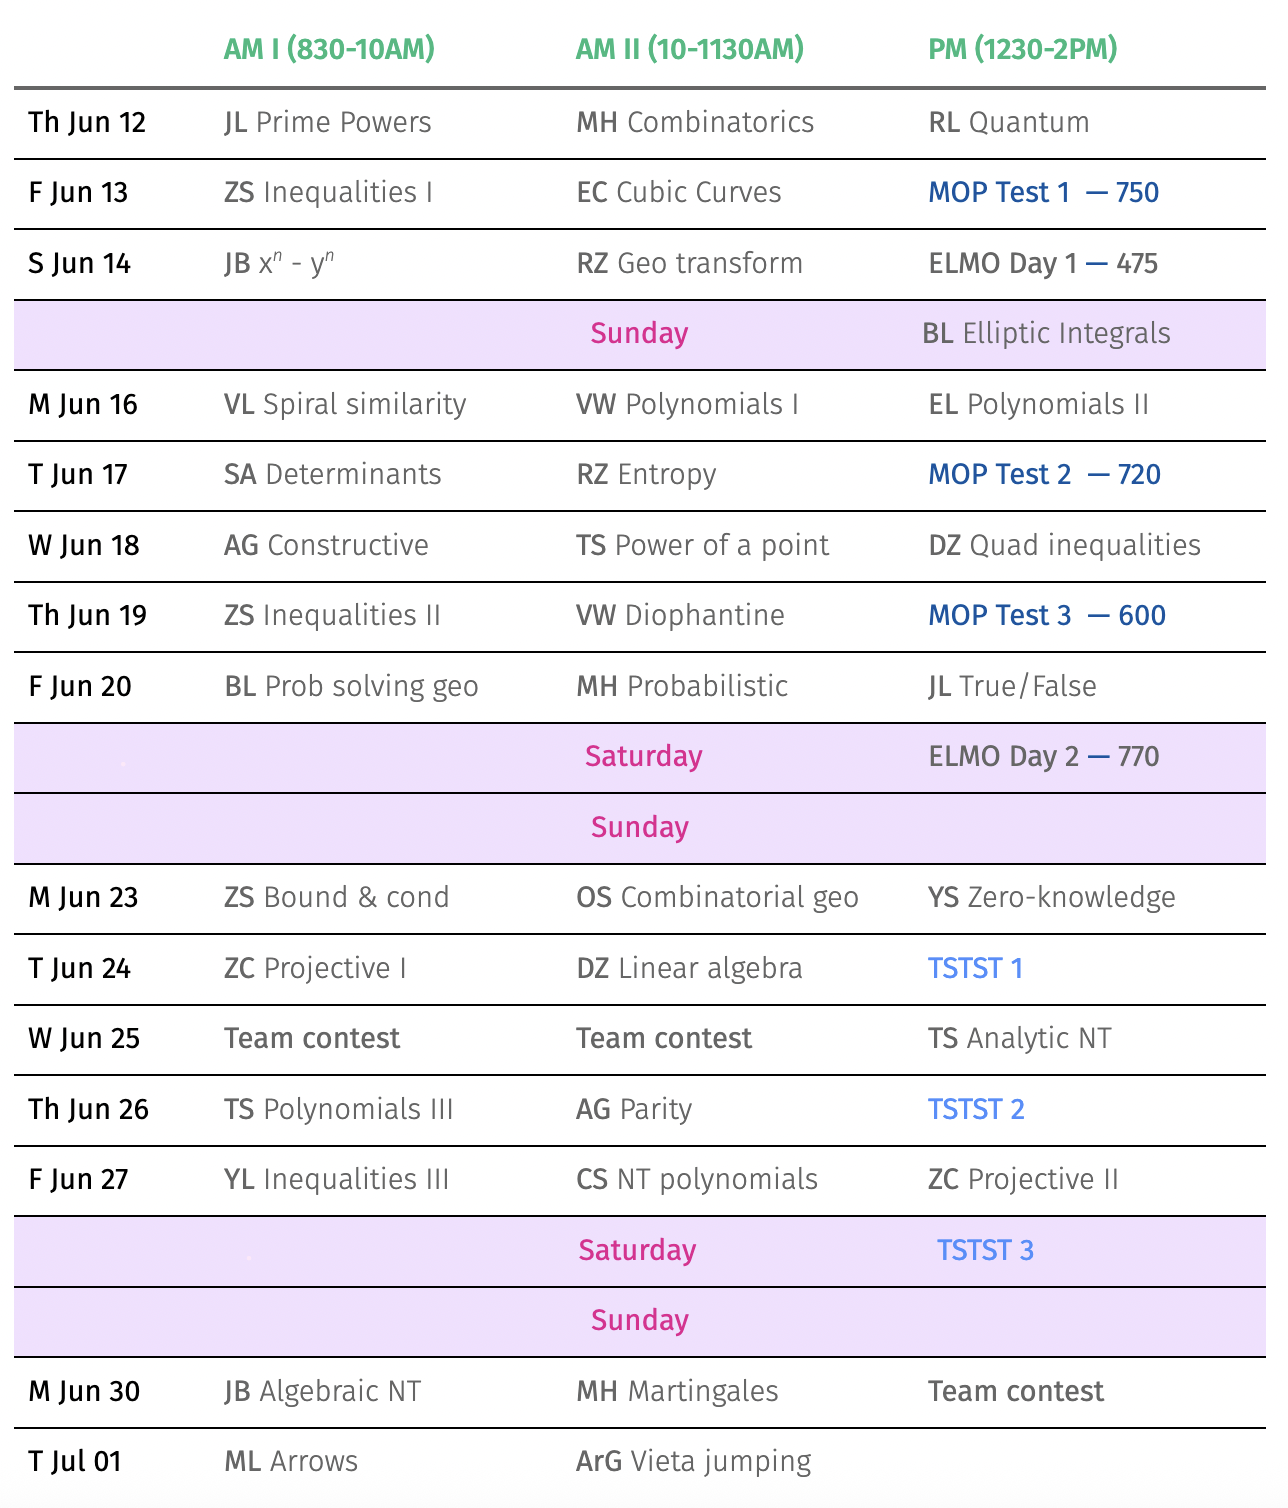 AM I (830-10AM) AM II (10-1130AM) PM (1230-2PM)
Th Jun 12 JL Prime Powers MH Combinatorics RL Quantum
F Jun 13 ZS Inequalities I EC Cubic Curves MOP Test 1 — 750
S Jun 14 JB xⁿ - yⁿ RZ Geo transform ELMO Day 1 — 475
Sunday BL Elliptic Integrals
M Jun 16 VL Spiral similarity VW Polynomials I EL Polynomials II
T Jun 17 SA Determinants RZ Entropy MOP Test 2 — 720
W Jun 18 AG Constructive TS Power of a point DZ Quad inequalities
Th Jun 19 ZS Inequalities II VW Diophantine MOP Test 3 — 600
F Jun 20 BL Prob solving geo MH Probabilistic JL True/False
Saturday ELMO Day 2 — 770
Sunday
M Jun 23 ZS Bound & cond OS Combinatorial geo YS Zero-knowledge
T Jun 24 ZC Projective I DZ Linear algebra TSTST 1
W Jun 25 Team contest Team contest TS Analytic NT
Th Jun 26 TS Polynomials III AG Parity TSTST 2
F Jun 27 YL Inequalities III CS NT polynomials ZC Projective II
Saturday TSTST 3
Sunday
M Jun 30 JB Algebraic NT MH Martingales Team contest
T Jul 01 ML Arrows ArG Vieta jumping